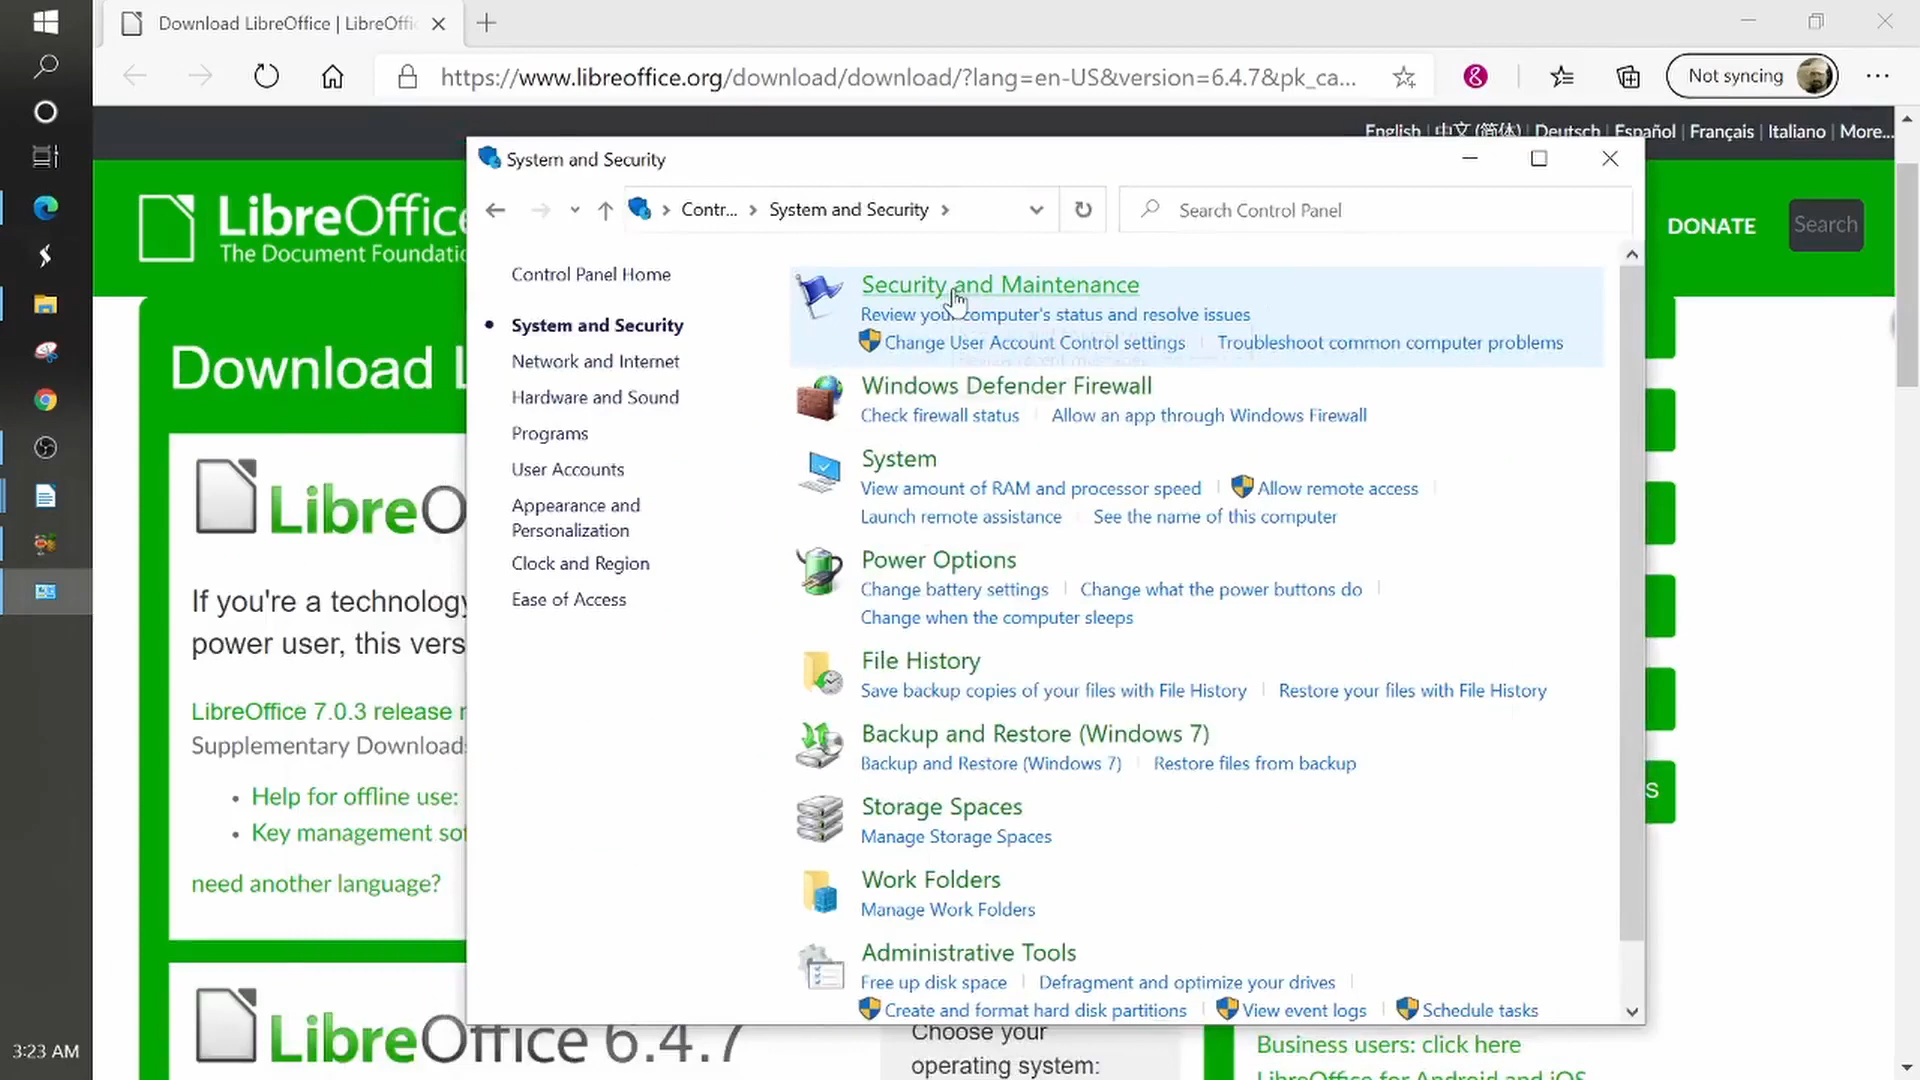 Download LibreOffice | LibreOffi
https://www.libreoffice.org/download/download/?lang=en-US&version=6.4.7&pk_ca...
Not syncing
English | 中文 (简体) | Deutsch | Español | Français | Italiano | More...
LibreOffice
The Document Foundatio
DONATE
Search
System and Security
Contr...
System and Security
Search Control Panel
Control Panel Home
System and Security
Network and Internet
Hardware and Sound
Programs
User Accounts
Appearance and
Personalization
Clock and Region
Ease of Access
Security and Maintenance
Review your computer's status and resolve issues
Change User Account Control settings
Troubleshoot common computer problems
Windows Defender Firewall
Check firewall status
Allow an app through Windows Firewall
System
View amount of RAM and processor speed
Allow remote access
Launch remote assistance
See the name of this computer
Power Options
Change battery settings
Change what the power buttons do
Change when the computer sleeps
File History
Save backup copies of your files with File History
Restore your files with File History
Backup and Restore (Windows 7)
Backup and Restore (Windows 7)
Restore files from backup
Storage Spaces
Manage Storage Spaces
Work Folders
Manage Work Folders
Administrative Tools
Free up disk space
Defragment and optimize your drives
Create and format hard disk partitions
View event logs
Schedule tasks
Download L
LibreO
If you're a technology
power user, this vers
LibreOffice 7.0.3 release
Supplementary Downloads
Help for offline use:
Key management sof
need another language?
S
LibreOffice 6.4.7
Choose your
operating system:
Business users: click here
LibreOffice for Android and iOS
3:23 AM